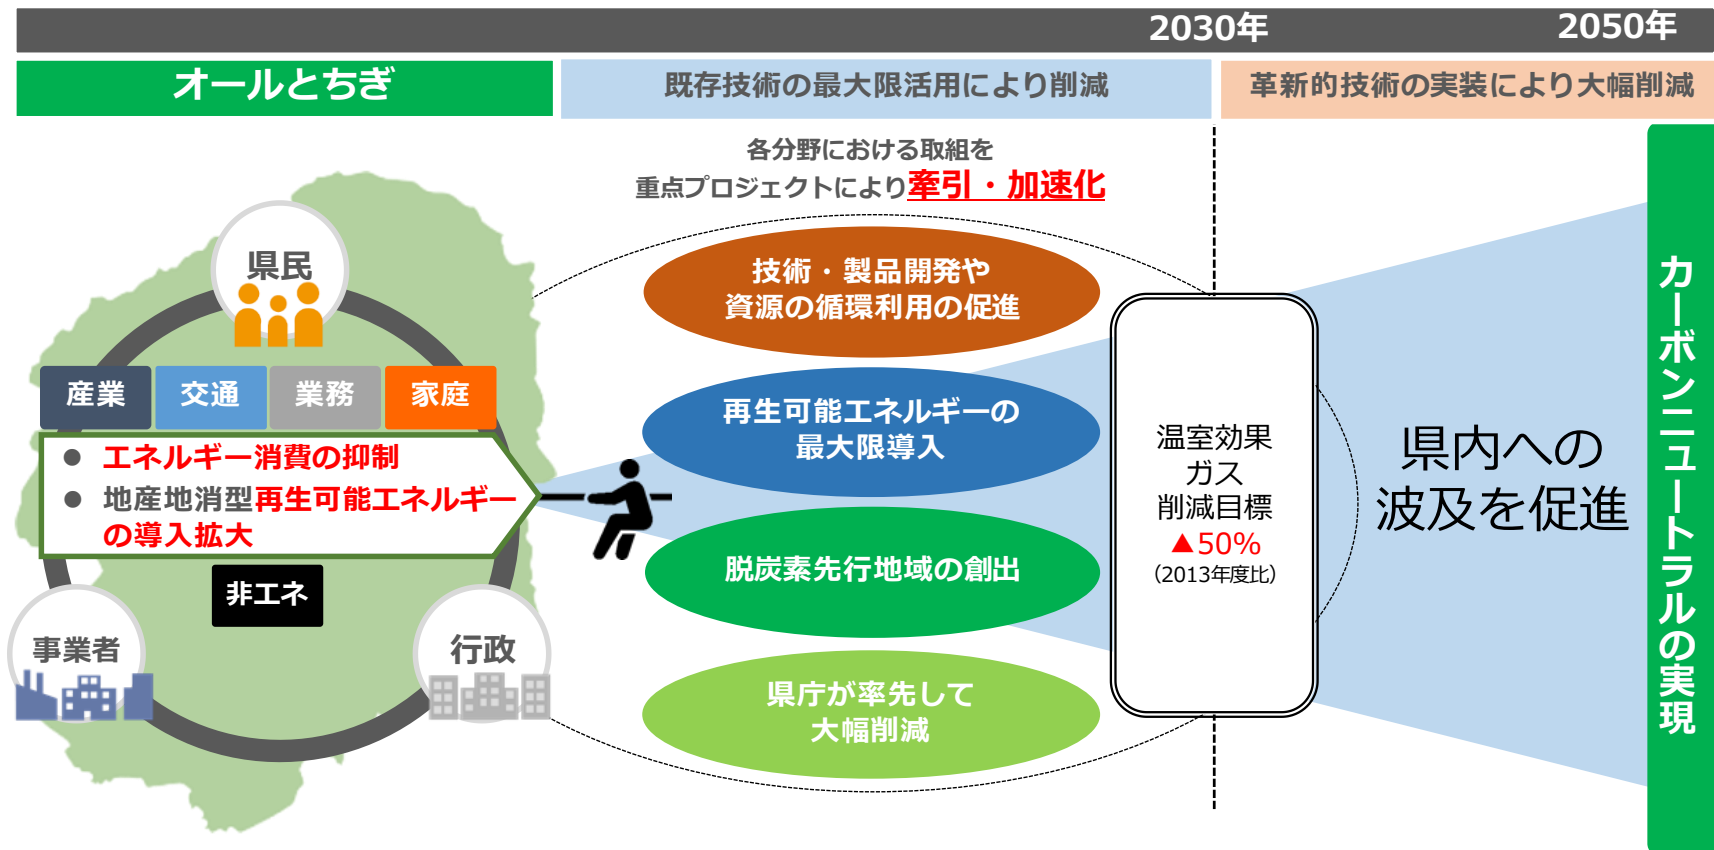 2030年
2050年
オールとちぎ
既存技術の最大限活用により削減
革新的技術の実装により大幅削減
各分野における取組を
重点プロジェクトにより牽引・加速化
県民
産業
交通
業務
家庭
● エネルギー消費の抑制
● 地産地消型再生可能エネルギー
の導入拡大
非エネ
事業者
行政
技術・製品開発や
資源の循環利用の促進
再生可能エネルギーの
最大限導入
脱炭素先行地域の創出
県庁が率先して
大幅削減
温室効果
ガス
削減目標
▲50%
（2013年度比）
県内への
波及を促進
カーボンニュートラルの実現